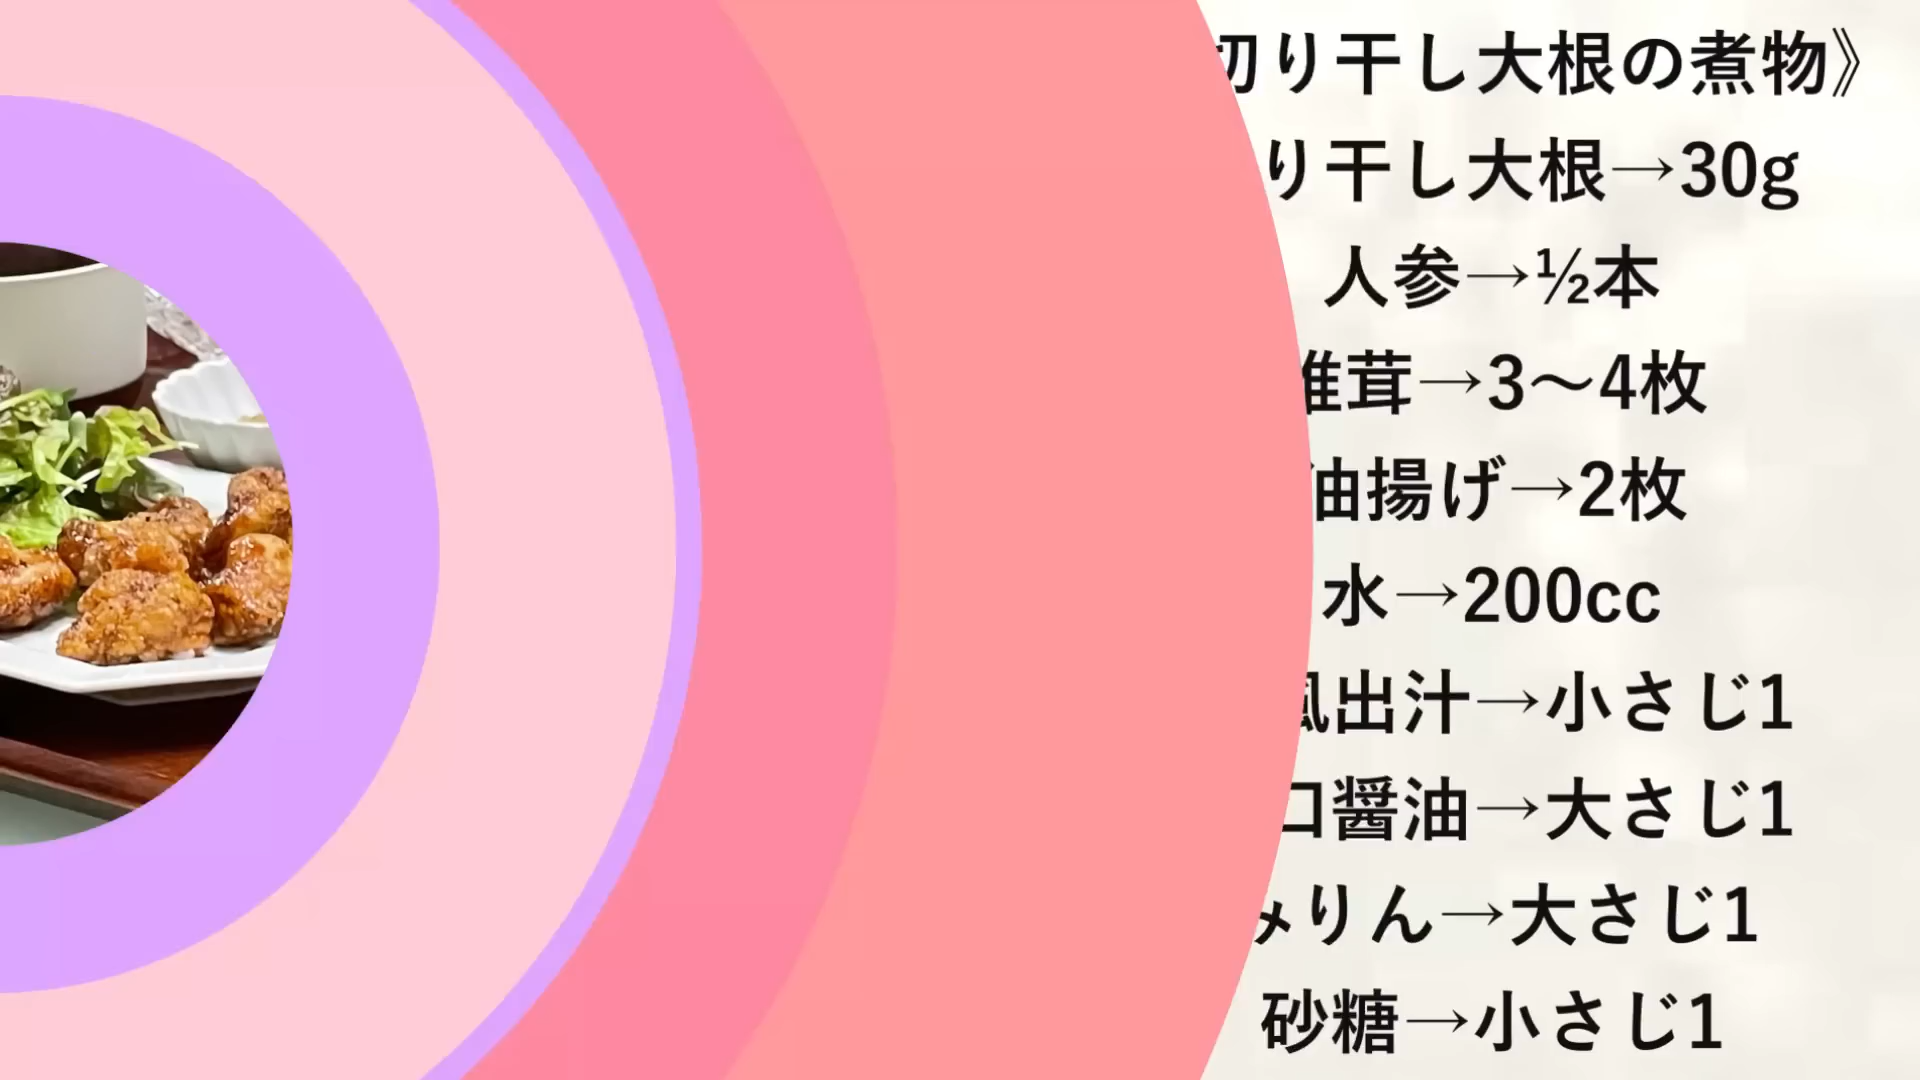 切り干し大根の煮物》
り干し大根→30g
人参→½本
椎茸→3〜4枚
油揚げ→2枚
水→200cc
風出汁→小さじ1
口醤油→大さじ1
みりん→大さじ1
砂糖→小さじ1